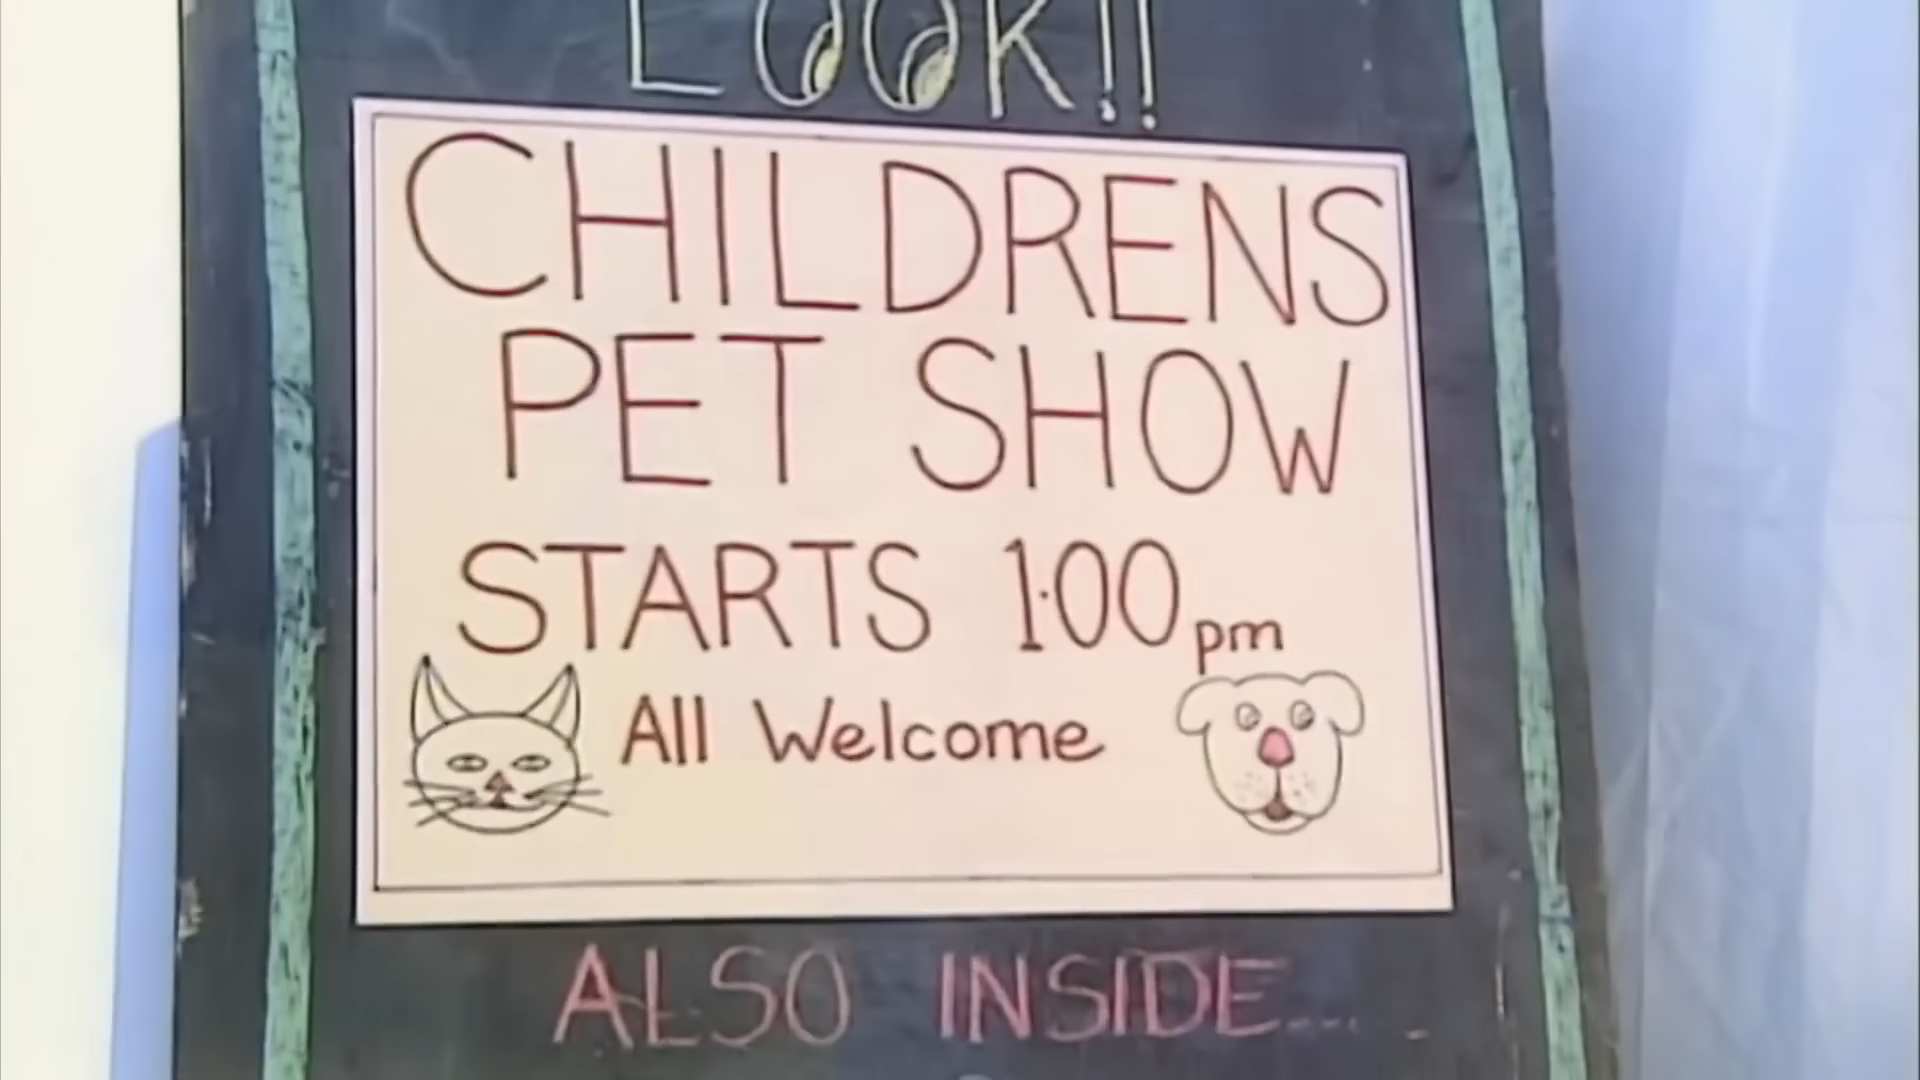 LOOK!!
CHILDRENS
PET SHOW
STARTS 1·00 pm
All Welcome
ALSO INSIDE.....